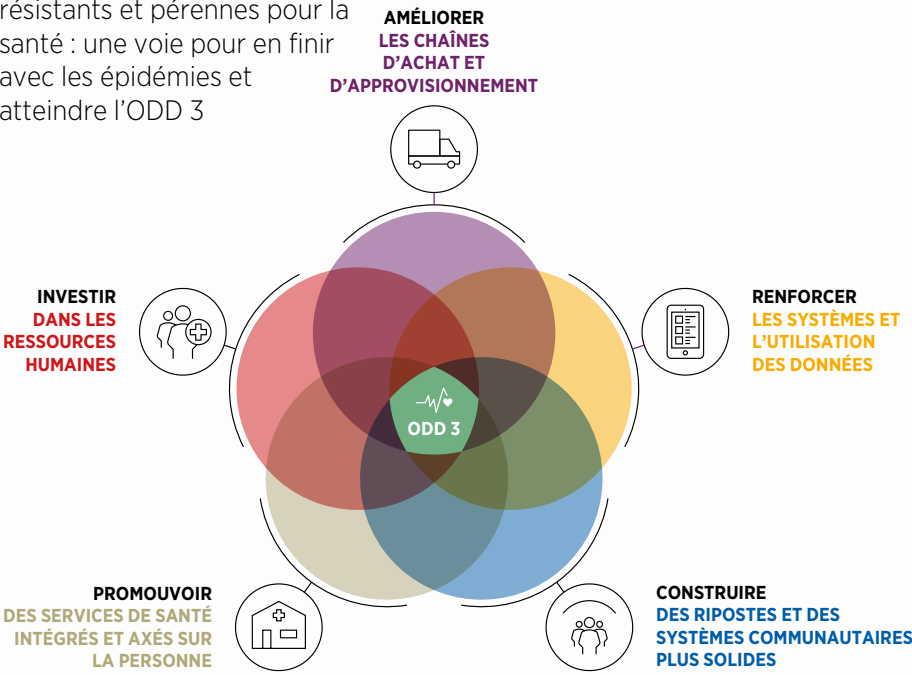 résistants et pérennes pour la
santé : une voie pour en finir
avec les épidémies et
atteindre l’ODD 3
AMÉLIORER
LES CHAÎNES
D’ACHAT ET
D’APPROVISIONNEMENT
INVESTIR
DANS LES
RESSOURCES
HUMAINES
RENFORCER
LES SYSTÈMES ET
L’UTILISATION
DES DONNÉES
ODD 3
PROMOUVOIR
DES SERVICES DE SANTÉ
INTÉGRÉS ET AXÉS SUR
LA PERSONNE
CONSTRUIRE
DES RIPOSTES ET DES
SYSTÈMES COMMUNAUTAIRES
PLUS SOLIDES